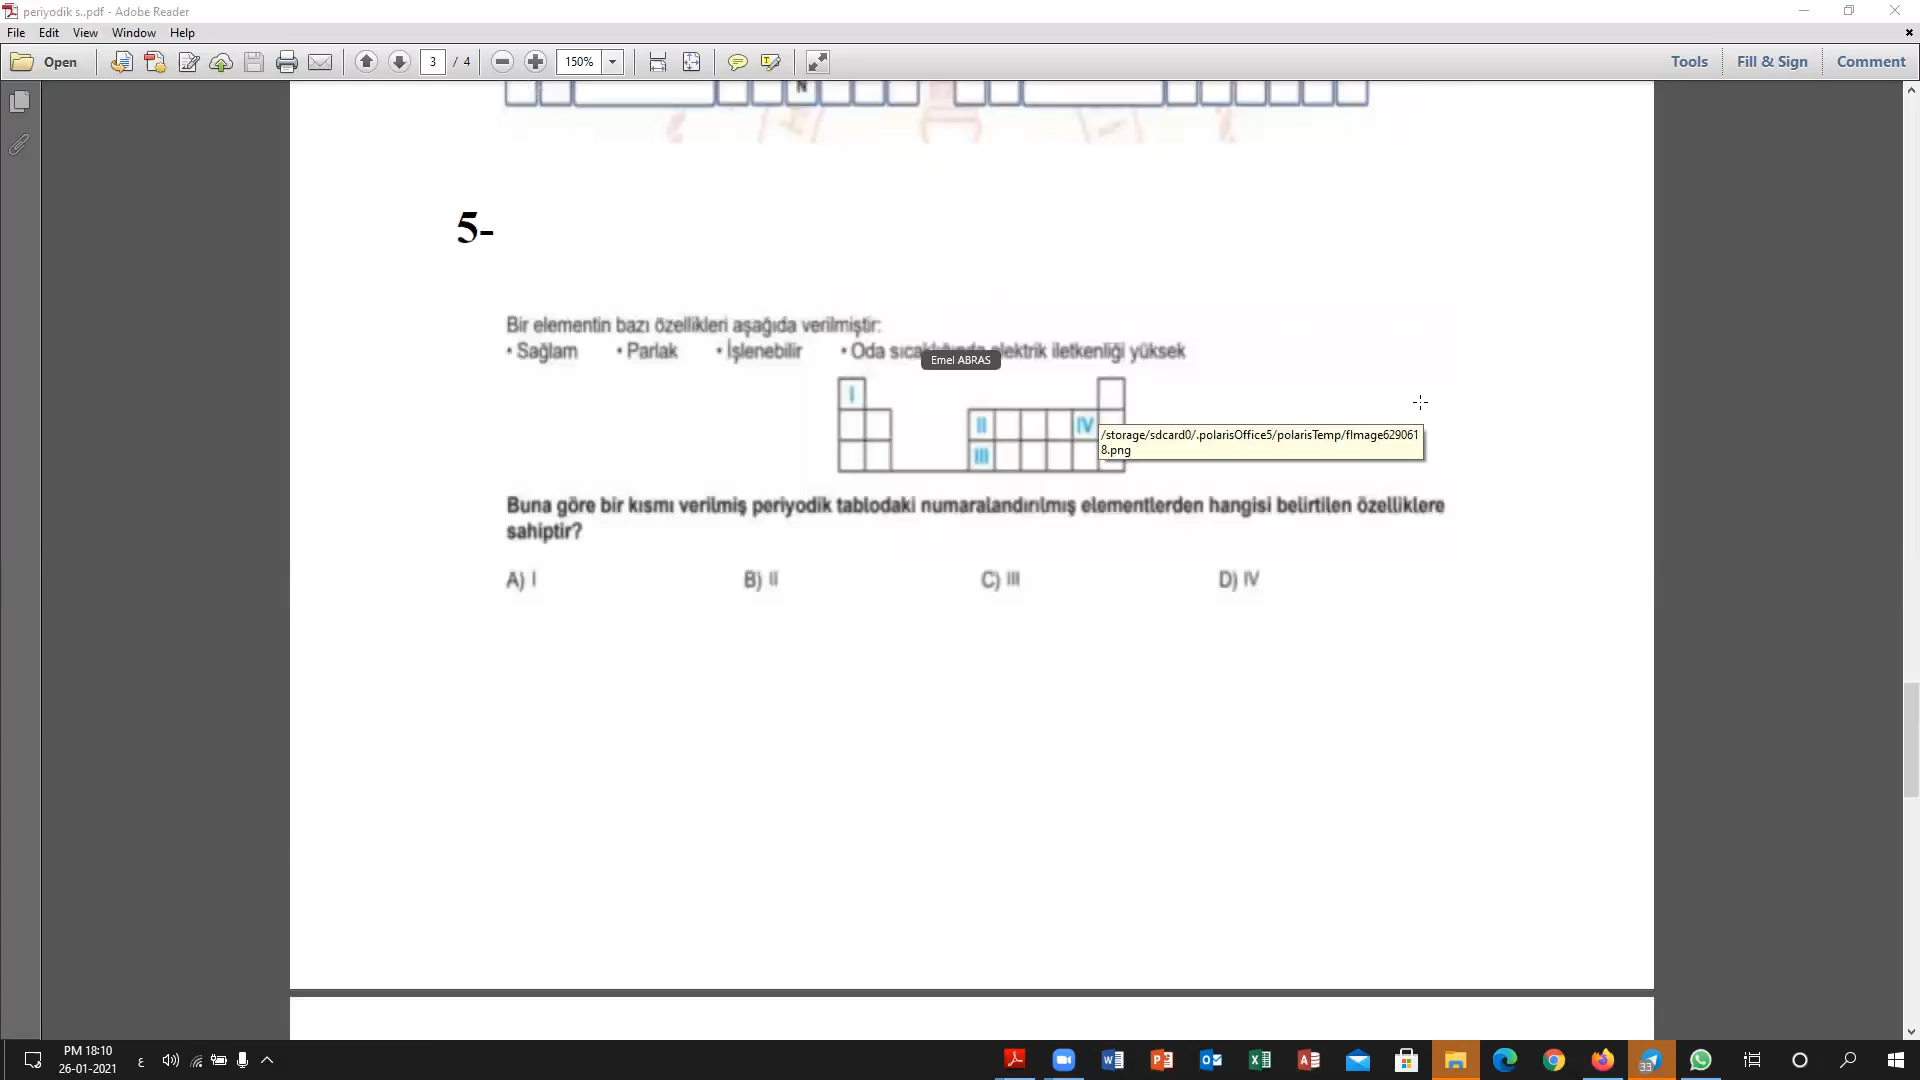 periyodik s..pdf - Adobe Reader
File Edit View Window Help
Open 3 / 4 150% Tools Fill & Sign Comment
N
5-
Bir elementin bazı özellikleri aşağıda verilmiştir:
• Sağlam • Parlak • İşlenebilir • Oda elektrik iletkenliği yüksek
Emel ABRAS
I
II IV
/storage/sdcard0/.polarisOffice5/polarisTemp/fImage629061
8.png
III
Buna göre bir kısmı verilmiş periyodik tablodaki numaralandırılmış elementlerden hangisi belirtilen özelliklere
sahiptir?
A) I B) II C) III D) IV
PM 18:10
26-01-2021
ع
33